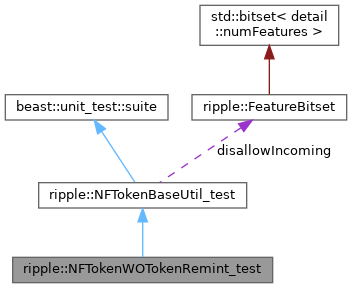 std::bitset< detail
::numFeatures >
beast::unit_test::suite
ripple::FeatureBitset
disallowIncoming
ripple::NFTokenBaseUtil_test
ripple::NFTokenWOTokenRemint_test